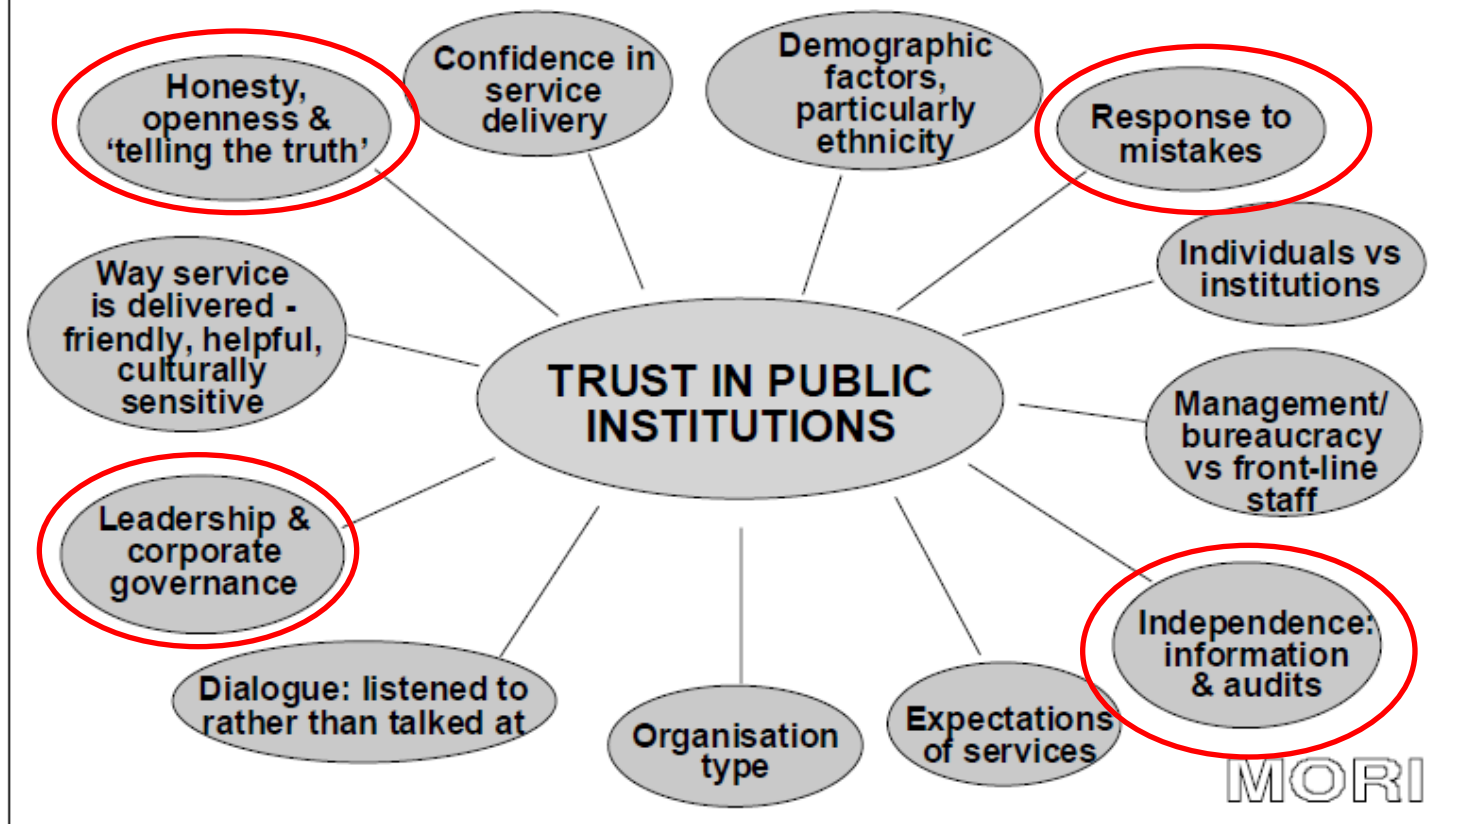 Honesty,
openness &
‘telling the truth’
Confidence in
service
delivery
Demographic
factors,
particularly
ethnicity
Response to
mistakes
Way service
is delivered -
friendly, helpful,
culturally
sensitive
TRUST IN PUBLIC
INSTITUTIONS
Individuals vs
institutions
Management/
bureaucracy
vs front-line
staff
Leadership &
corporate
governance
Independence:
information
& audits
Dialogue: listened to
rather than talked at
Organisation
type
Expectations
of services
MORI